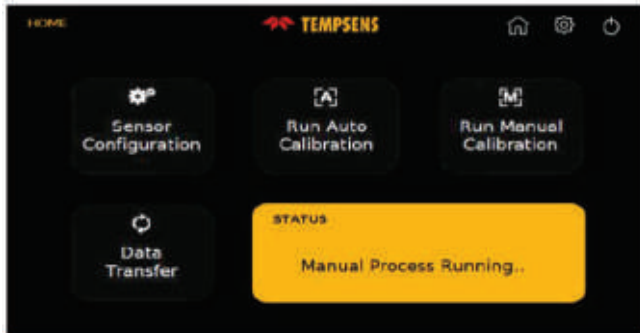 HOME
TEMPSENS
[A]
[M]
Sensor
Configuration
Run Auto
Calibration
Run Manual
Calibration
Data
Transfer
STATUS
Manual Process Running..